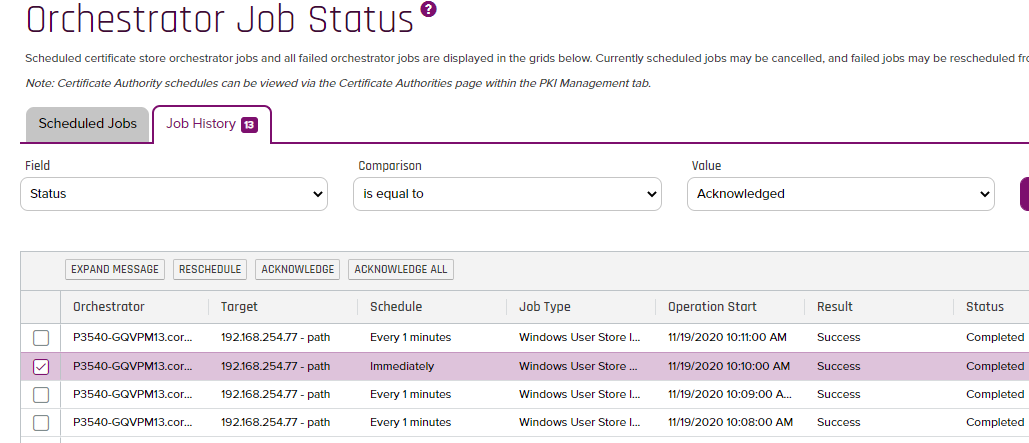 Orchestrator Job Status ?
Scheduled certificate store orchestrator jobs and all failed orchestrator jobs are displayed in the grids below. Currently scheduled jobs may be cancelled, and failed jobs may be rescheduled
Note: Certificate Authority schedules can be viewed via the Certificate Authorities page within the PKI Management tab.
Scheduled Jobs Job History 13
Field Comparison Value
Status is equal to Acknowledged
EXPAND MESSAGE RESCHEDULE ACKNOWLEDGE ACKNOWLEDGE ALL
Orchestrator Target Schedule Job Type Operation Start Result Status
P3540-GQVPM13.cor... 192.168.254.77 - path Every 1 minutes Windows User Store I... 11/19/2020 10:11:00 AM Success Completed
P3540-GQVPM13.cor... 192.168.254.77 - path Immediately Windows User Store ... 11/19/2020 10:10:00 AM Success Completed
P3540-GQVPM13.cor... 192.168.254.77 - path Every 1 minutes Windows User Store I... 11/19/2020 10:09:00 A... Success Completed
P3540-GQVPM13.cor... 192.168.254.77 - path Every 1 minutes Windows User Store I... 11/19/2020 10:08:00 AM Success Completed